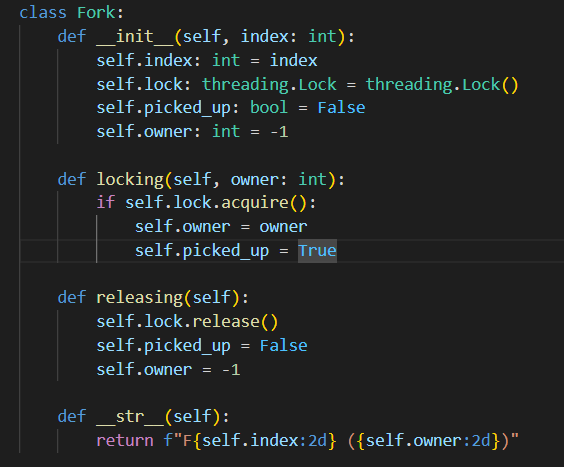 class Fork:
    def __init__(self, index: int):
        self.index: int = index
        self.lock: threading.Lock = threading.Lock()
        self.picked_up: bool = False
        self.owner: int = -1

    def locking(self, owner: int):
        if self.lock.acquire():
            self.owner = owner
            self.picked_up = True

    def releasing(self):
        self.lock.release()
        self.picked_up = False
        self.owner = -1

    def __str__(self):
        return f"F{self.index:2d} ({self.owner:2d})"